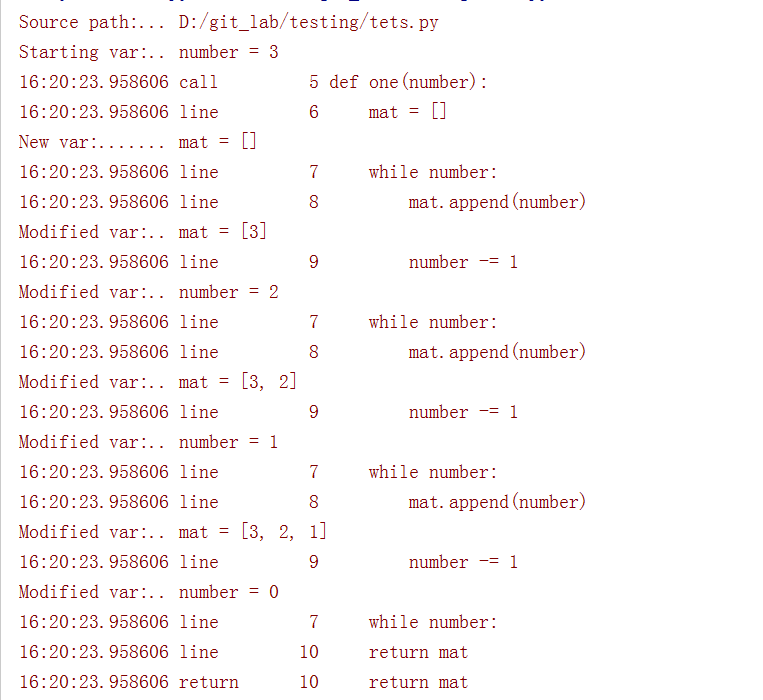 Source path:... D:/git_lab/testing/tets.py
Starting var:.. number = 3
16:20:23.958606 call         5 def one(number):
16:20:23.958606 line         6     mat = []
New var:....... mat = []
16:20:23.958606 line         7     while number:
16:20:23.958606 line         8         mat.append(number)
Modified var:.. mat = [3]
16:20:23.958606 line         9         number -= 1
Modified var:.. number = 2
16:20:23.958606 line         7     while number:
16:20:23.958606 line         8         mat.append(number)
Modified var:.. mat = [3, 2]
16:20:23.958606 line         9         number -= 1
Modified var:.. number = 1
16:20:23.958606 line         7     while number:
16:20:23.958606 line         8         mat.append(number)
Modified var:.. mat = [3, 2, 1]
16:20:23.958606 line         9         number -= 1
Modified var:.. number = 0
16:20:23.958606 line         7     while number:
16:20:23.958606 line        10     return mat
16:20:23.958606 return      10     return mat